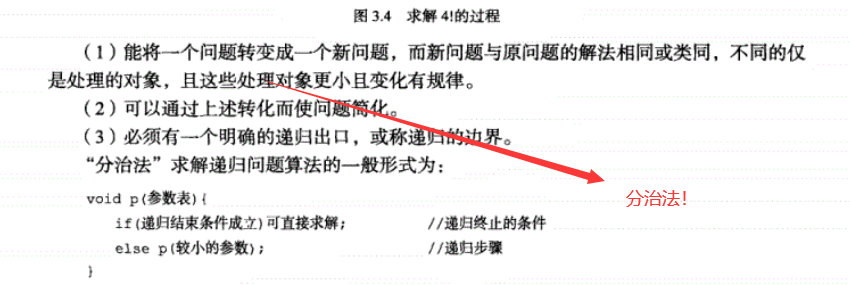 图 3.4 求解 4!的过程
（1）能将一个问题转变成一个新问题，而新问题与原问题的解法相同或类同，不同的仅
是处理的对象，且这些处理对象更小且变化有规律。
（2）可以通过上述转化而使问题简化。
（3）必须有一个明确的递归出口，或称递归的边界。
“分治法”求解递归问题算法的一般形式为：
分治法!
void p(参数表){
if(递归结束条件成立)可直接求解; //递归终止的条件
else p(较小的参数); //递归步骤
}